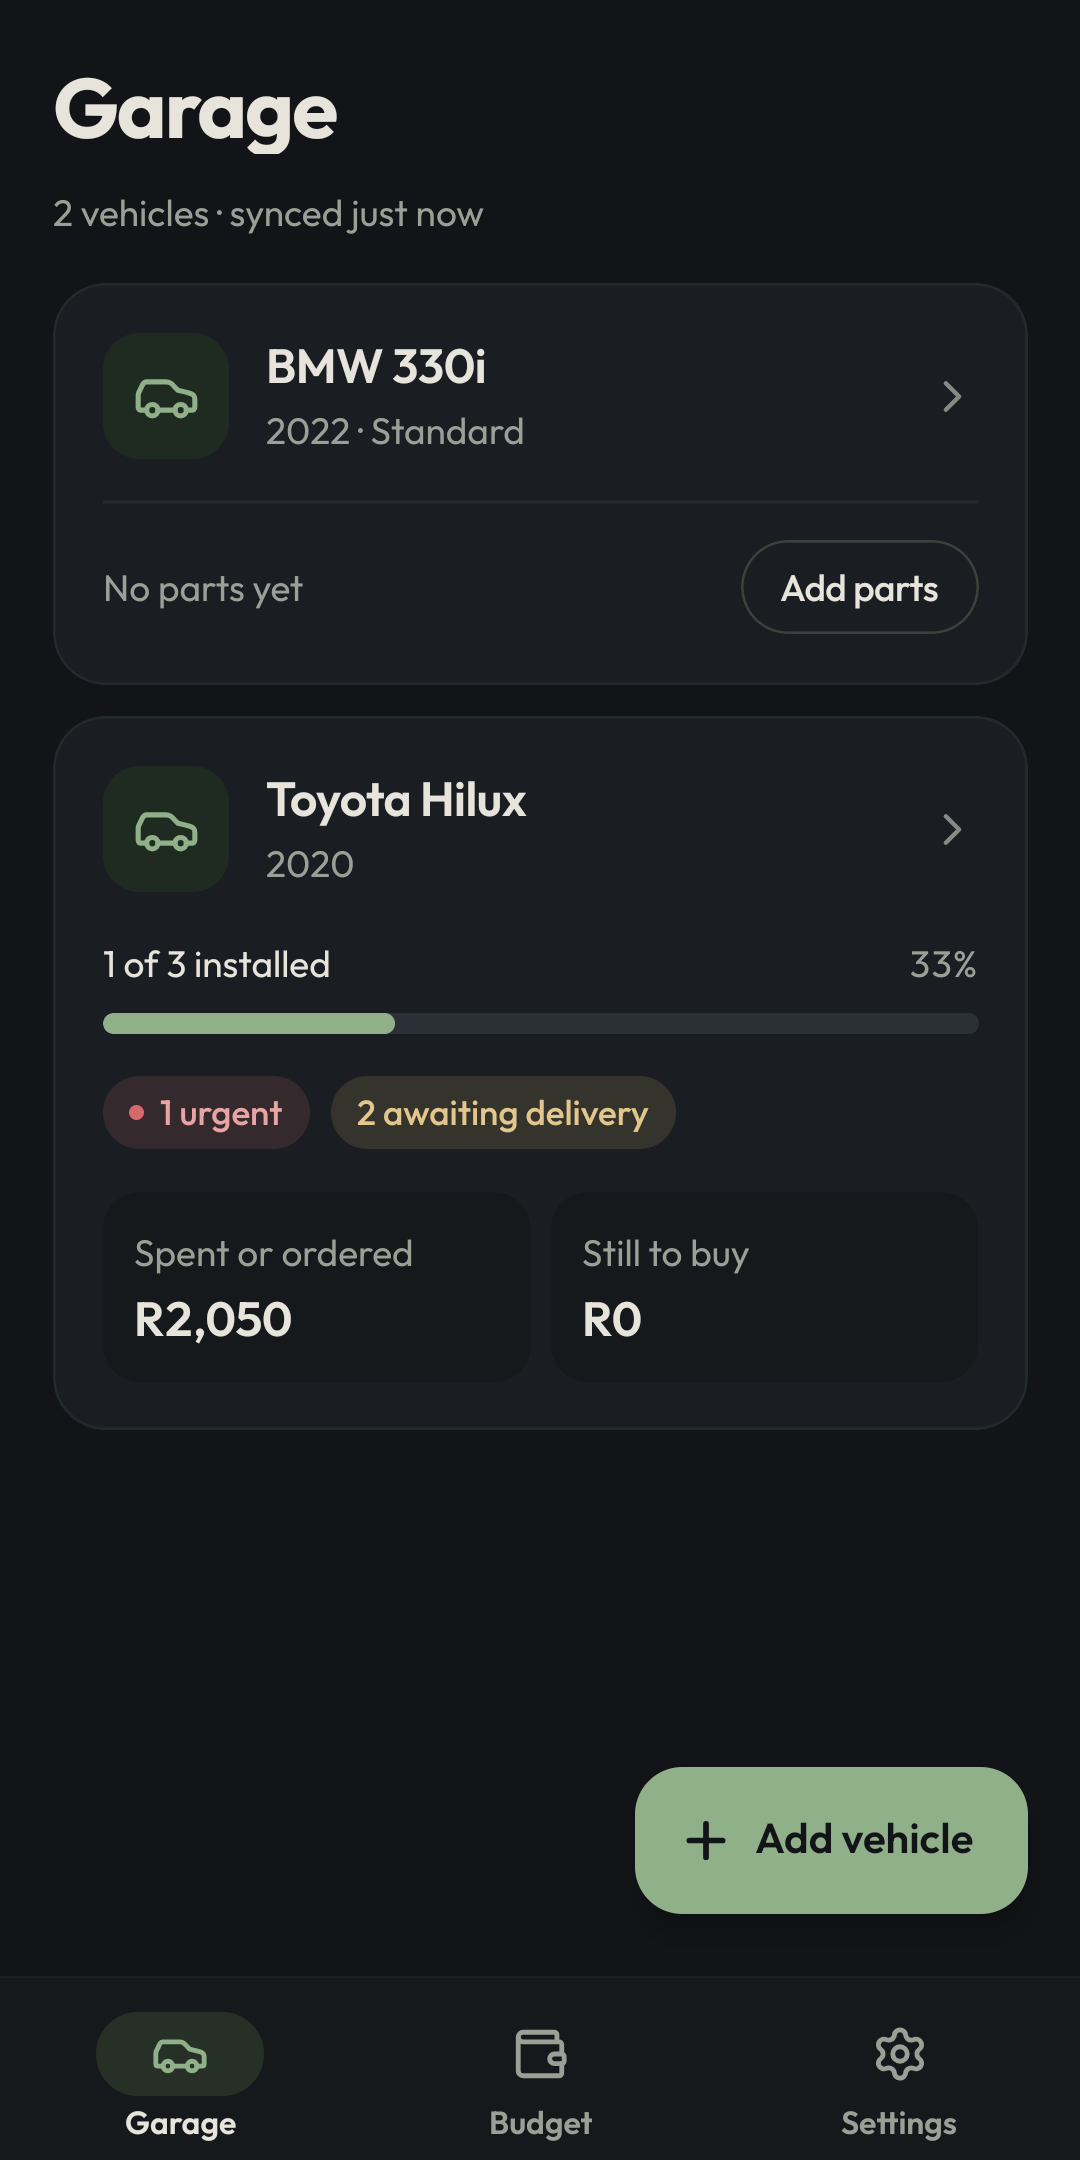 Garage
2 vehicles · synced just now
BMW 330i
2022 · Standard
No parts yet
Add parts
Toyota Hilux
2020
1 of 3 installed
33%
1 urgent
2 awaiting delivery
Spent or ordered
R2,050
Still to buy
R0
Add vehicle
Garage
Budget
Settings